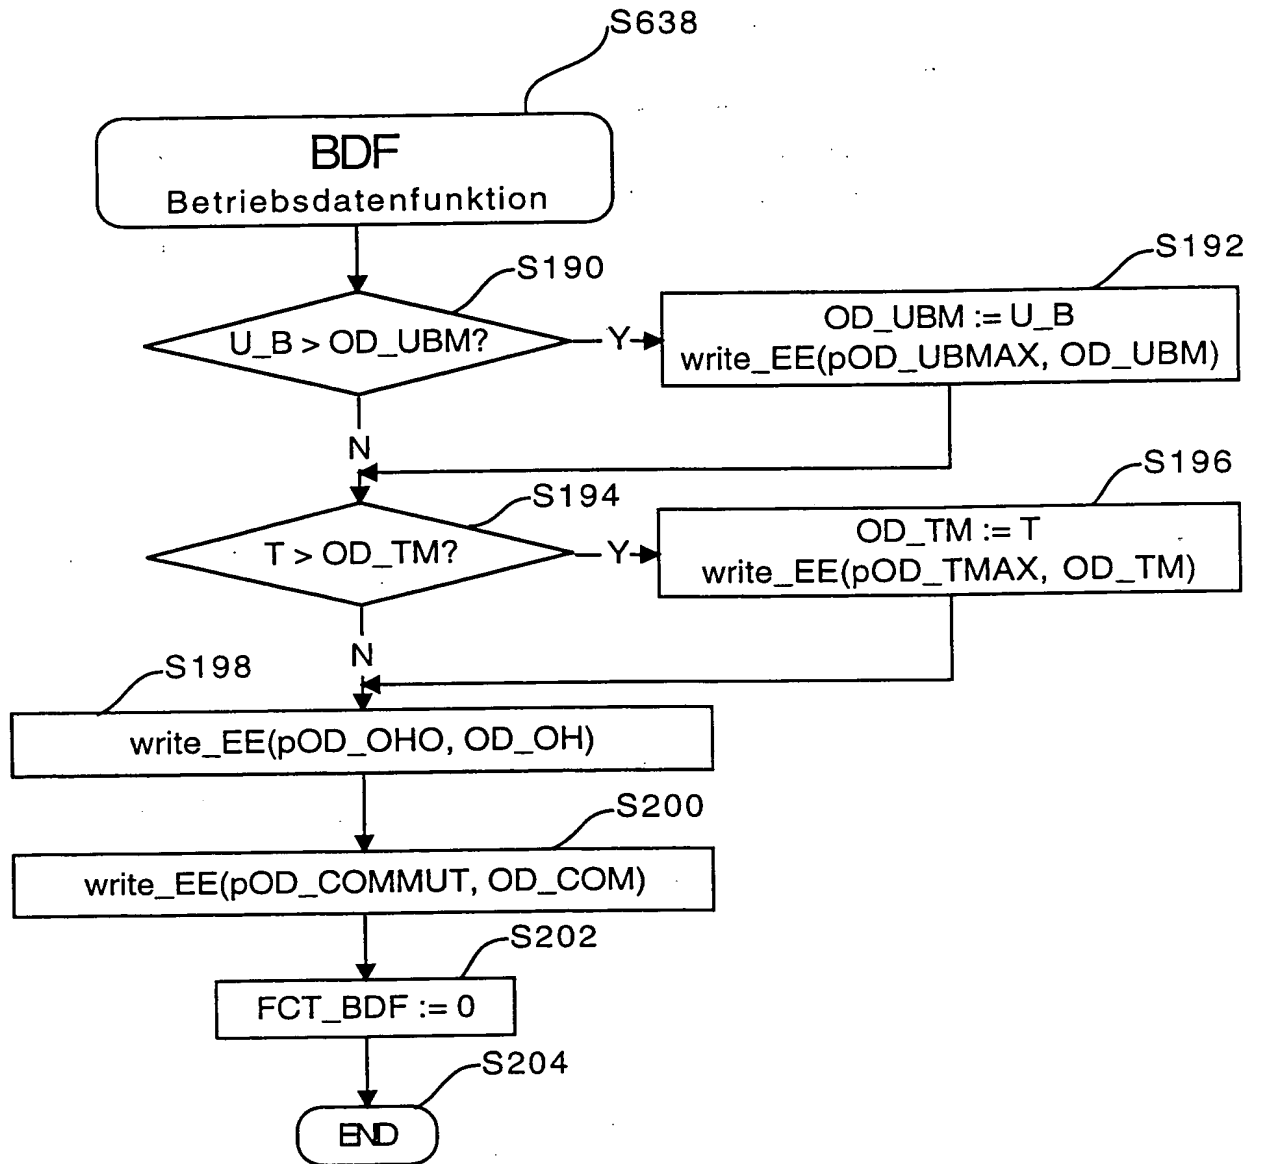 S638
BDF
Betriebsdatenfunktion
S190
U_B > OD_UBM?
Y
S192
OD_UBM := U_B
write_EE(pOD_UBMAX, OD_UBM)
N
S194
T > OD_TM?
Y
S196
OD_TM := T
write_EE(pOD_TMAX, OD_TM)
N
S198
write_EE(pOD_OHO, OD_OH)
S200
write_EE(pOD_COMMUT, OD_COM)
S202
FCT_BDF := 0
S204
END